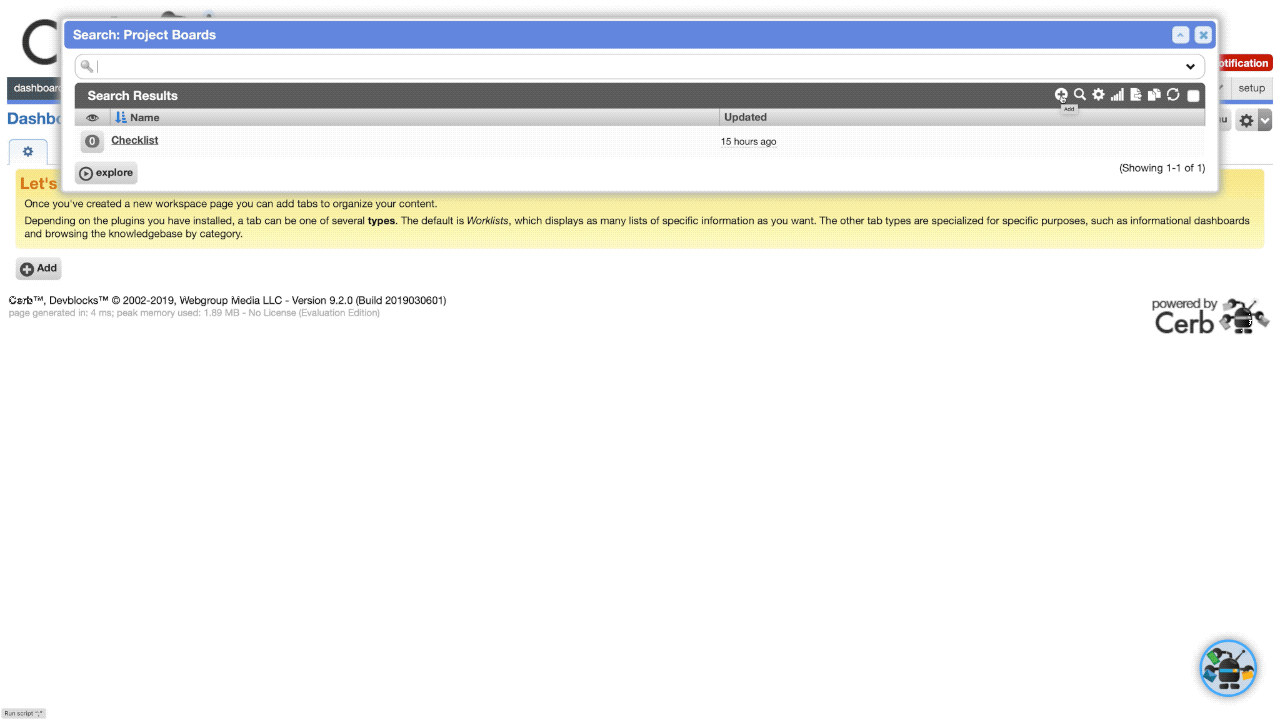 Search: Project Boards
otification
dashboar
setup
Search Results
Add
Dashbo
Name
Updated
0
Checklist
15 hours ago
explore
(Showing 1-1 of 1)
Let's
Once you've created a new workspace page you can add tabs to organize your content.
Depending on the plugins you have installed, a tab can be one of several types. The default is Worklists, which displays as many lists of specific information as you want. The other tab types are specialized for specific purposes, such as informational dashboards
and browsing the knowledgebase by category.
Add
Cerb™, Devblocks™ © 2002-2019, Webgroup Media LLC - Version 9.2.0 (Build 2019030601)
page generated in: 4 ms; peak memory used: 1.89 MB - No License (Evaluation Edition)
powered by
Cerb
Run script ";"